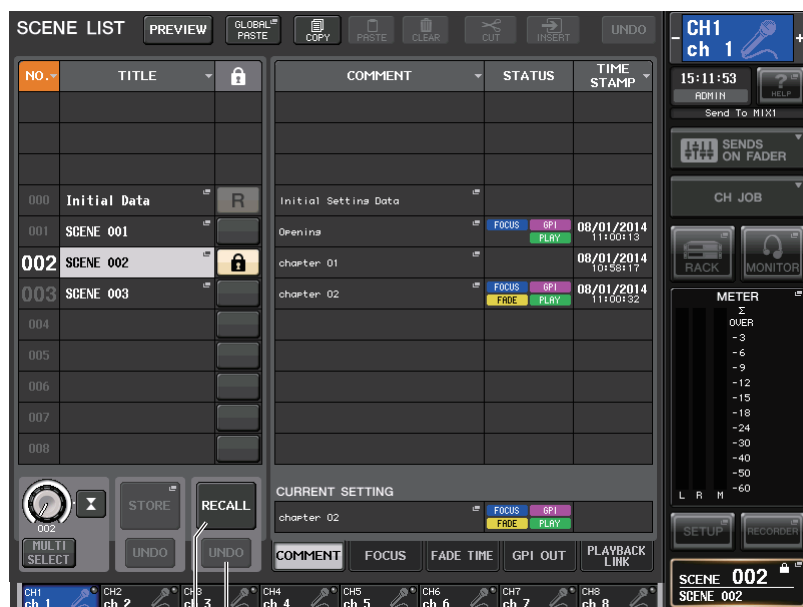 SCENE LIST PREVIEW GLOBAL PASTE COPY PASTE CLEAR CUT INSERT UNDO
CH1
ch 1
- +
NO. TITLE COMMENT STATUS TIME STAMP
15:11:53
ADMIN
? HELP
Send To MIX1
SENDS ON FADER
CH JOB
RACK MONITOR
000 Initial Data R Initial Setting Data
001 SCENE 001 Opening FOCUS GPI PLAY 08/01/2014 11:00:13
002 SCENE 002 chapter 01 08/01/2014 10:58:17
003 SCENE 003 chapter 02 FOCUS GPI FADE PLAY 08/01/2014 11:00:32
004
005
006
007
008
METER
Σ
OVER
-3
-6
-9
-12
-15
-18
-24
-30
-40
-50
-60
L R M
SETUP RECORDER
002
MULTI SELECT
STORE
UNDO
RECALL
UNDO
CURRENT SETTING
chapter 02 FOCUS GPI FADE PLAY
COMMENT FOCUS FADE TIME GPI OUT PLAYBACK LINK
SCENE 002
SCENE 002
CH1 CH2 CH3 CH4 CH5 CH6 CH7 CH8
ch 1 ch 2 ch 3 ch 4 ch 5 ch 6 ch 7 ch 8